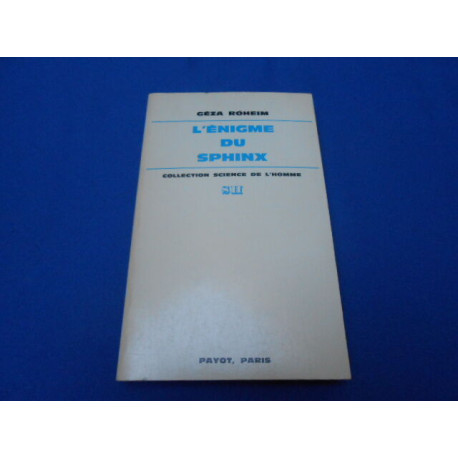 GÉZA RÓHEIM
L'ÉNIGME
DU
SPHINX
COLLECTION SCIENCE DE L'HOMME
PAYOT, PARIS